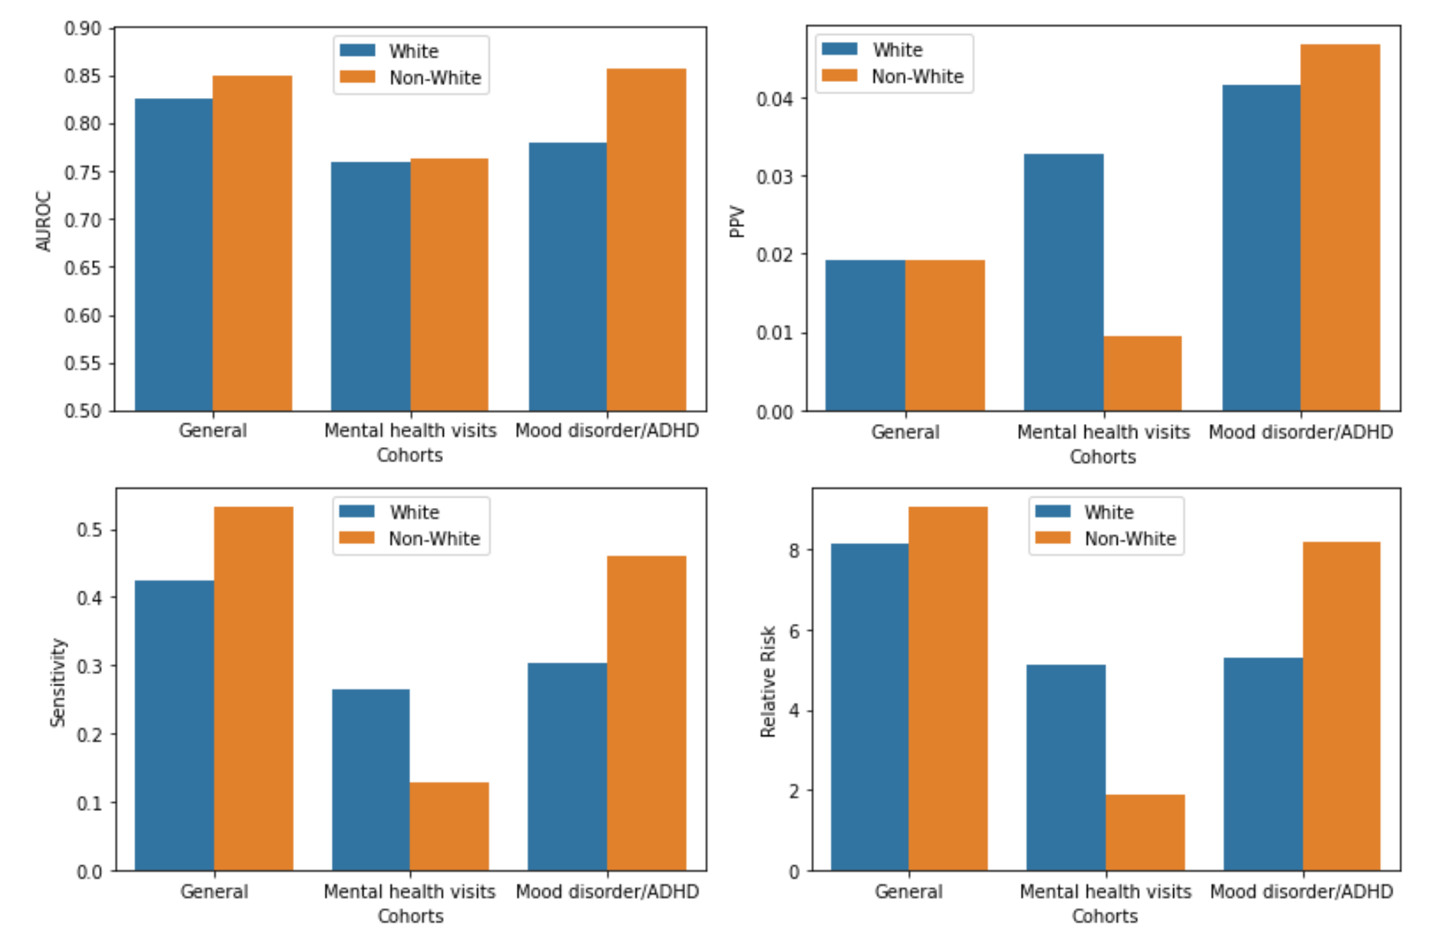 0.90
0.85
0.80
0.75
0.70
0.65
0.60
0.55
0.50
AUROC
White
Non-White
General Mental health visits Mood disorder/ADHD
Cohorts
0.04
0.03
0.02
0.01
0.00
PPV
White
Non-White
General Mental health visits Mood disorder/ADHD
Cohorts
0.5
0.4
0.3
0.2
0.1
0.0
Sensitivity
White
Non-White
General Mental health visits Mood disorder/ADHD
Cohorts
8
6
4
2
0
Relative Risk
White
Non-White
General Mental health visits Mood disorder/ADHD
Cohorts